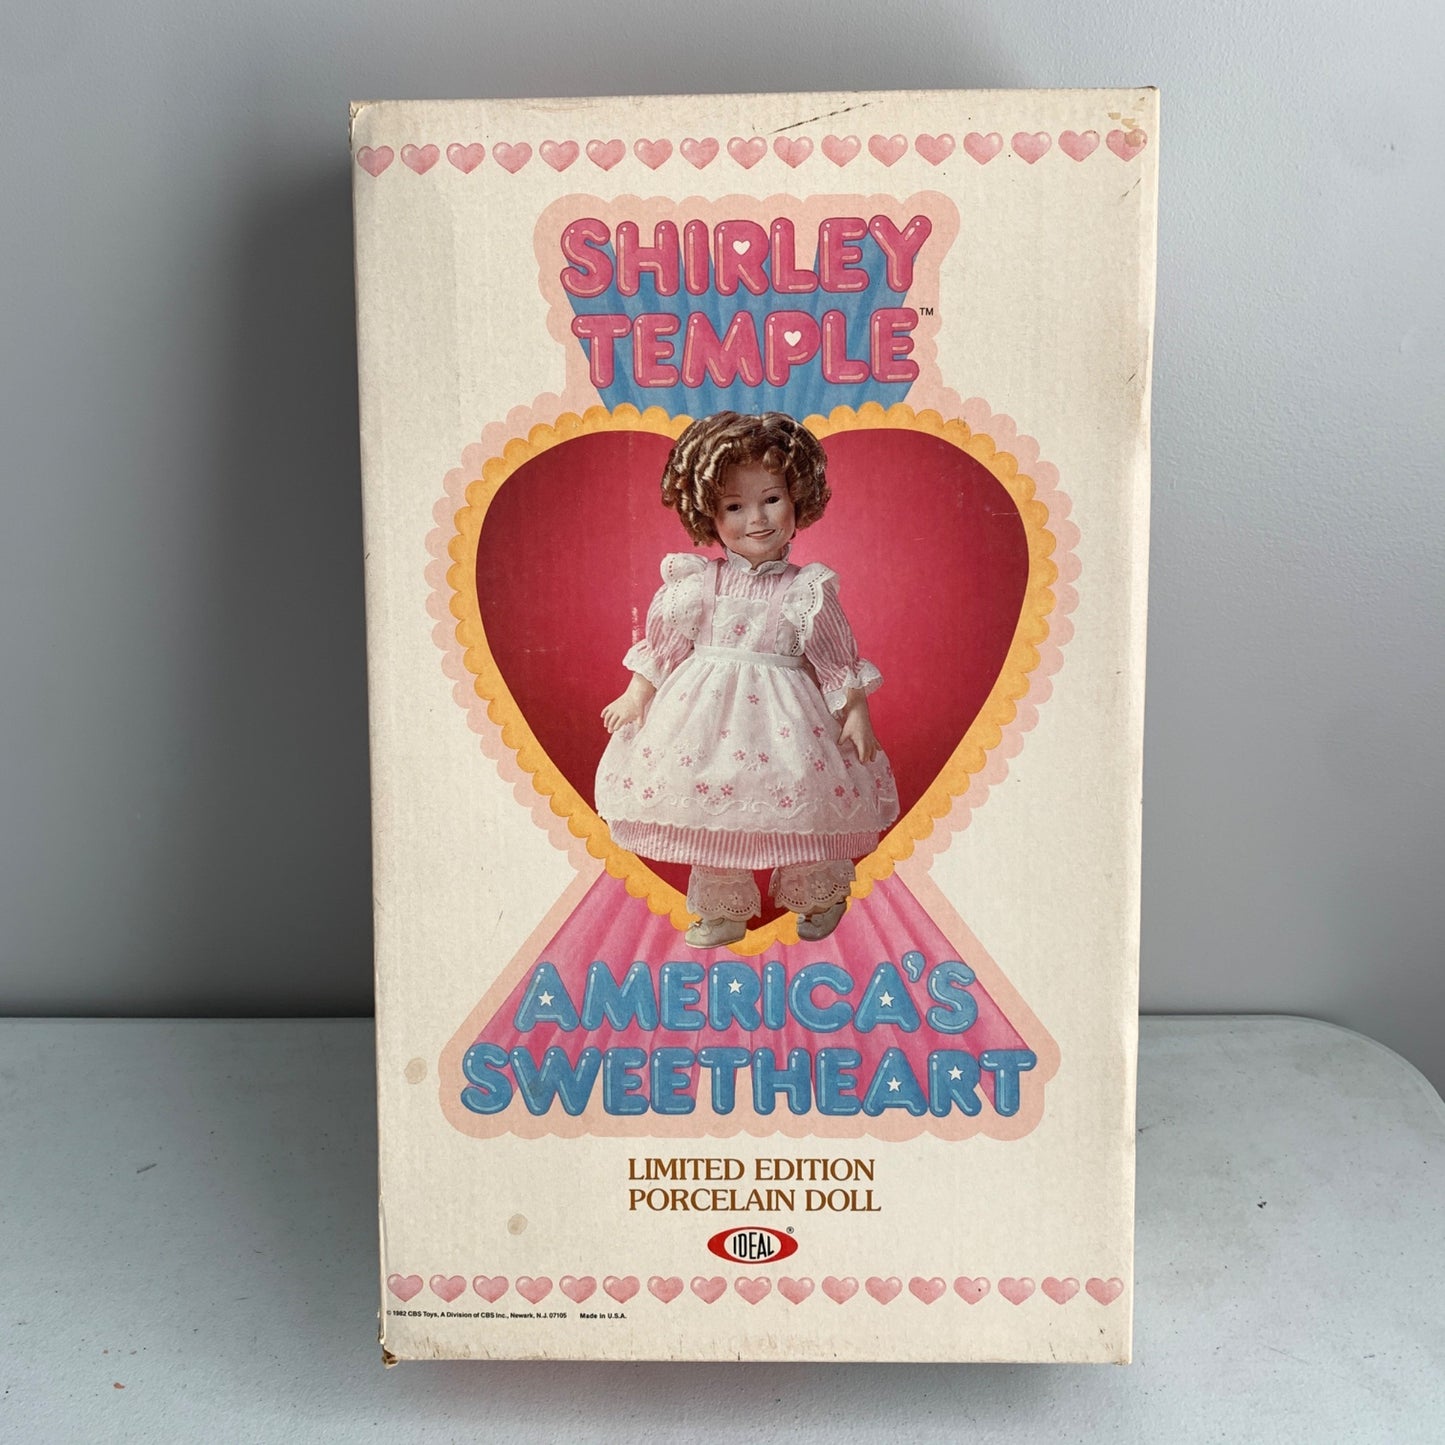 SHIRLEY
TEMPLE™
AMERICA'S
SWEETHEART
LIMITED EDITION
PORCELAIN DOLL
IDEAL®
© 1982 CBS Toys, A Division of CBS Inc., Newark, N.J. 07105 Made in U.S.A.